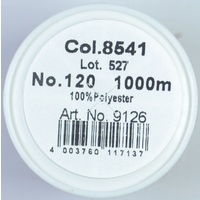 Col.8541
Lot. 527
No.120 1000m
100%Polyester
Art. No. 9126
4 003760 117137